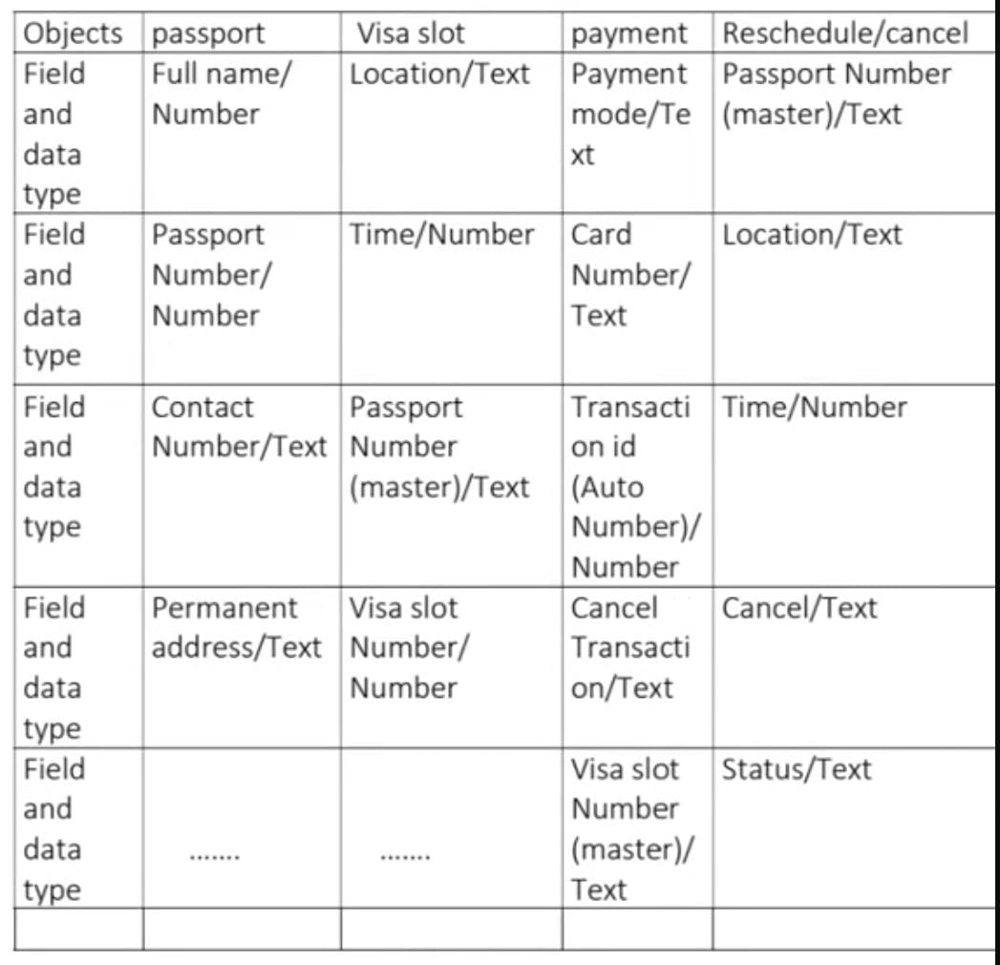 Objects passport Visa slot payment Reschedule/cancel
Field Full name/ Location/Text Payment Passport Number
and Number mode/Te (master)/Text
data xt
type
Field Passport Time/Number Card Location/Text
and Number/ Number/
data Number Text
type
Field Contact Passport Transacti Time/Number
and Number/Text Number on id
data (master)/Text (Auto
type Number)/
Number
Field Permanent Visa slot Cancel Cancel/Text
and address/Text Number/ Transacti
data Number on/Text
type
Field Visa slot Status/Text
and Number
data ....... ....... (master)/
type Text